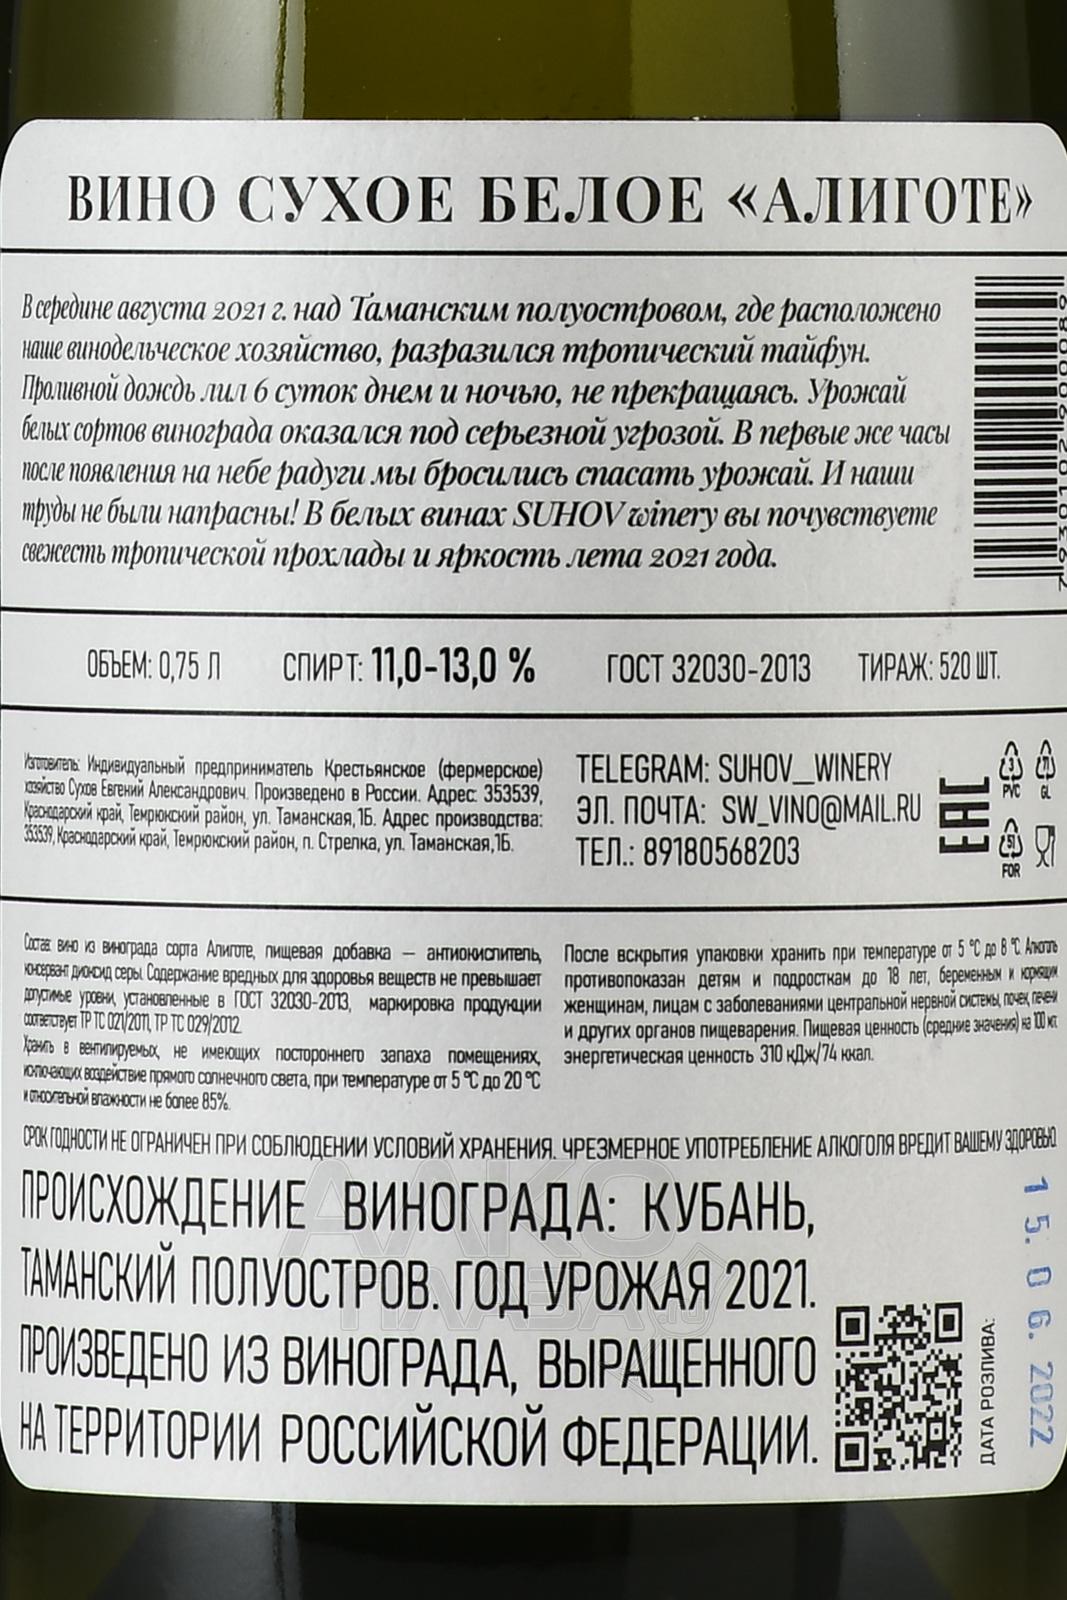 ВИНО СУХОЕ БЕЛОЕ «АЛИГОТЕ»
В середине августа 2021 г. над Таманским полуостровом, где расположено
наше винодельческое хозяйство, разразился тропический тайфун.
Проливной дождь лил 6 суток днем и ночью, не прекращаясь. Урожай
белых сортов винограда оказался под серьезной угрозой. В первые же часы
после появления на небе радуги мы бросились спасать урожай. И наши
труды не были напрасны! В белых винах SUHOV winery вы почувствуете
свежесть тропической прохлады и яркость лета 2021 года.
ОБЪЕМ: 0,75 Л СПИРТ: 11,0-13,0 % ГОСТ 32030-2013 ТИРАЖ: 520 ШТ.
Изготовитель: Индивидуальный предприниматель Крестьянское (фермерское)
хозяйство Сухов Евгений Александрович. Произведено в России. Адрес: 353539,
Краснодарский край, Темрюкский район, ул. Таманская, 1Б. Адрес производства:
353539, Краснодарский край, Темрюкский район, п. Стрелка, ул. Таманская,1Б.
TELEGRAM: SUHOV_WINERY
ЭЛ. ПОЧТА: SW_VINO@MAIL.RU
ТЕЛ.: 89180568203
EAC
3
PVC
71
GL
51
FOR
Состав: вино из винограда сорта Алиготе, пищевая добавка — антиокислитель,
консервант диоксид серы. Содержание вредных для здоровья веществ не превышает
допустимые уровни, установленные в ГОСТ 32030-2013, маркировка продукции
соответствует ТР ТС 021/2011, ТР ТС 029/2012.
Хранить в вентилируемых, не имеющих постороннего запаха помещениях,
исключающих воздействие прямого солнечного света, при температуре от 5 °С до 20 °С
и относительной влажности не более 85%.
После вскрытия упаковки хранить при температуре от 5 °С до 8 °С. Алкоголь
противопоказан детям и подросткам до 18 лет, беременным и кормящим
женщинам, лицам с заболеваниями центральной нервной системы, почек, печени
и других органов пищеварения. Пищевая ценность (средние значения) на 100 мл:
энергетическая ценность 310 кДж/74 ккал.
СРОК ГОДНОСТИ НЕ ОГРАНИЧЕН ПРИ СОБЛЮДЕНИИ УСЛОВИЙ ХРАНЕНИЯ. ЧРЕЗМЕРНОЕ УПОТРЕБЛЕНИЕ АЛКОГОЛЯ ВРЕДИТ ВАШЕМУ ЗДОРОВЬЮ.
ПРОИСХОЖДЕНИЕ ВИНОГРАДА: КУБАНЬ,
ТАМАНСКИЙ ПОЛУОСТРОВ. ГОД УРОЖАЯ 2021.
ПРОИЗВЕДЕНО ИЗ ВИНОГРАДА, ВЫРАЩЕННОГО
НА ТЕРРИТОРИИ РОССИЙСКОЙ ФЕДЕРАЦИИ.
ДАТА РОЗЛИВА:
15.06.2022